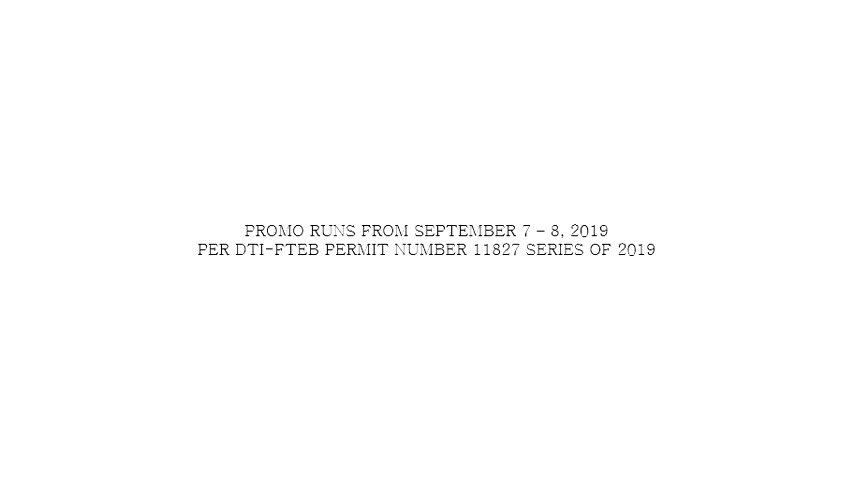 PROMO RUNS FROM SEPTEMBER 7 – 8, 2019
PER DTI-FTEB PERMIT NUMBER 11827 SERIES OF 2019